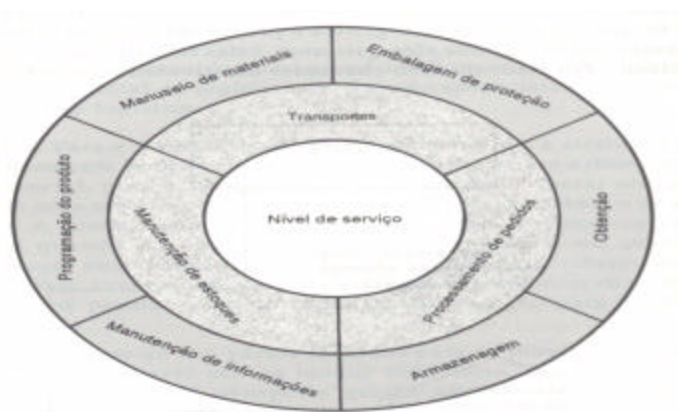 Manuseio de materiais
Embalagem de proteção
Transportes
Programação do produto
Manutenção de estoques
Nível de serviço
Processamento de pedidos
Obtenção
Manutenção de informações
Armazenagem